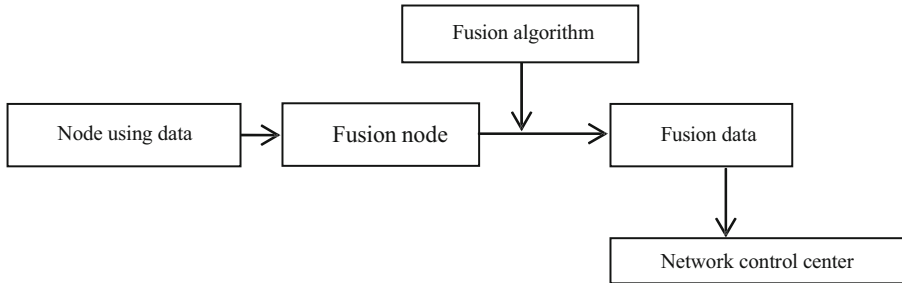 Fusion algorithm
Node using data
Fusion node
Fusion data
Network control center